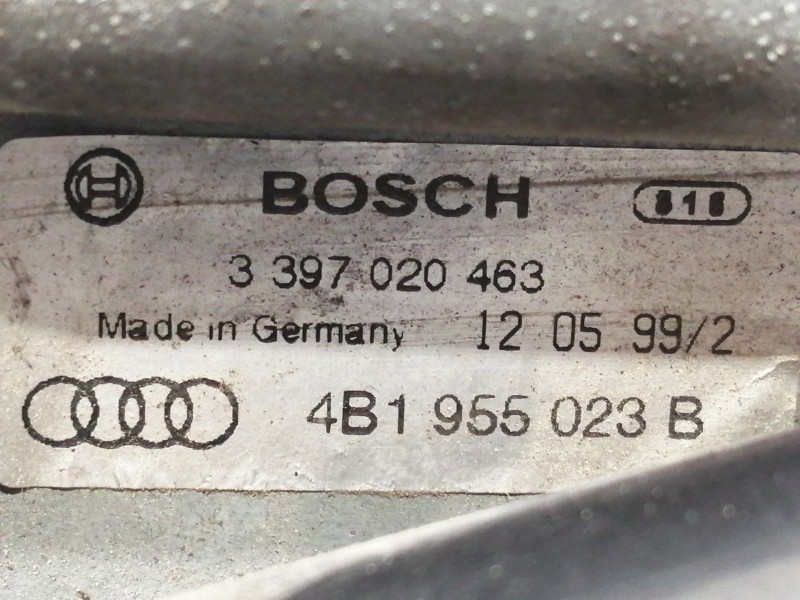 BOSCH 818
3 397 020 463
Made in Germany 12 05 99/2
4B1 955 023 B